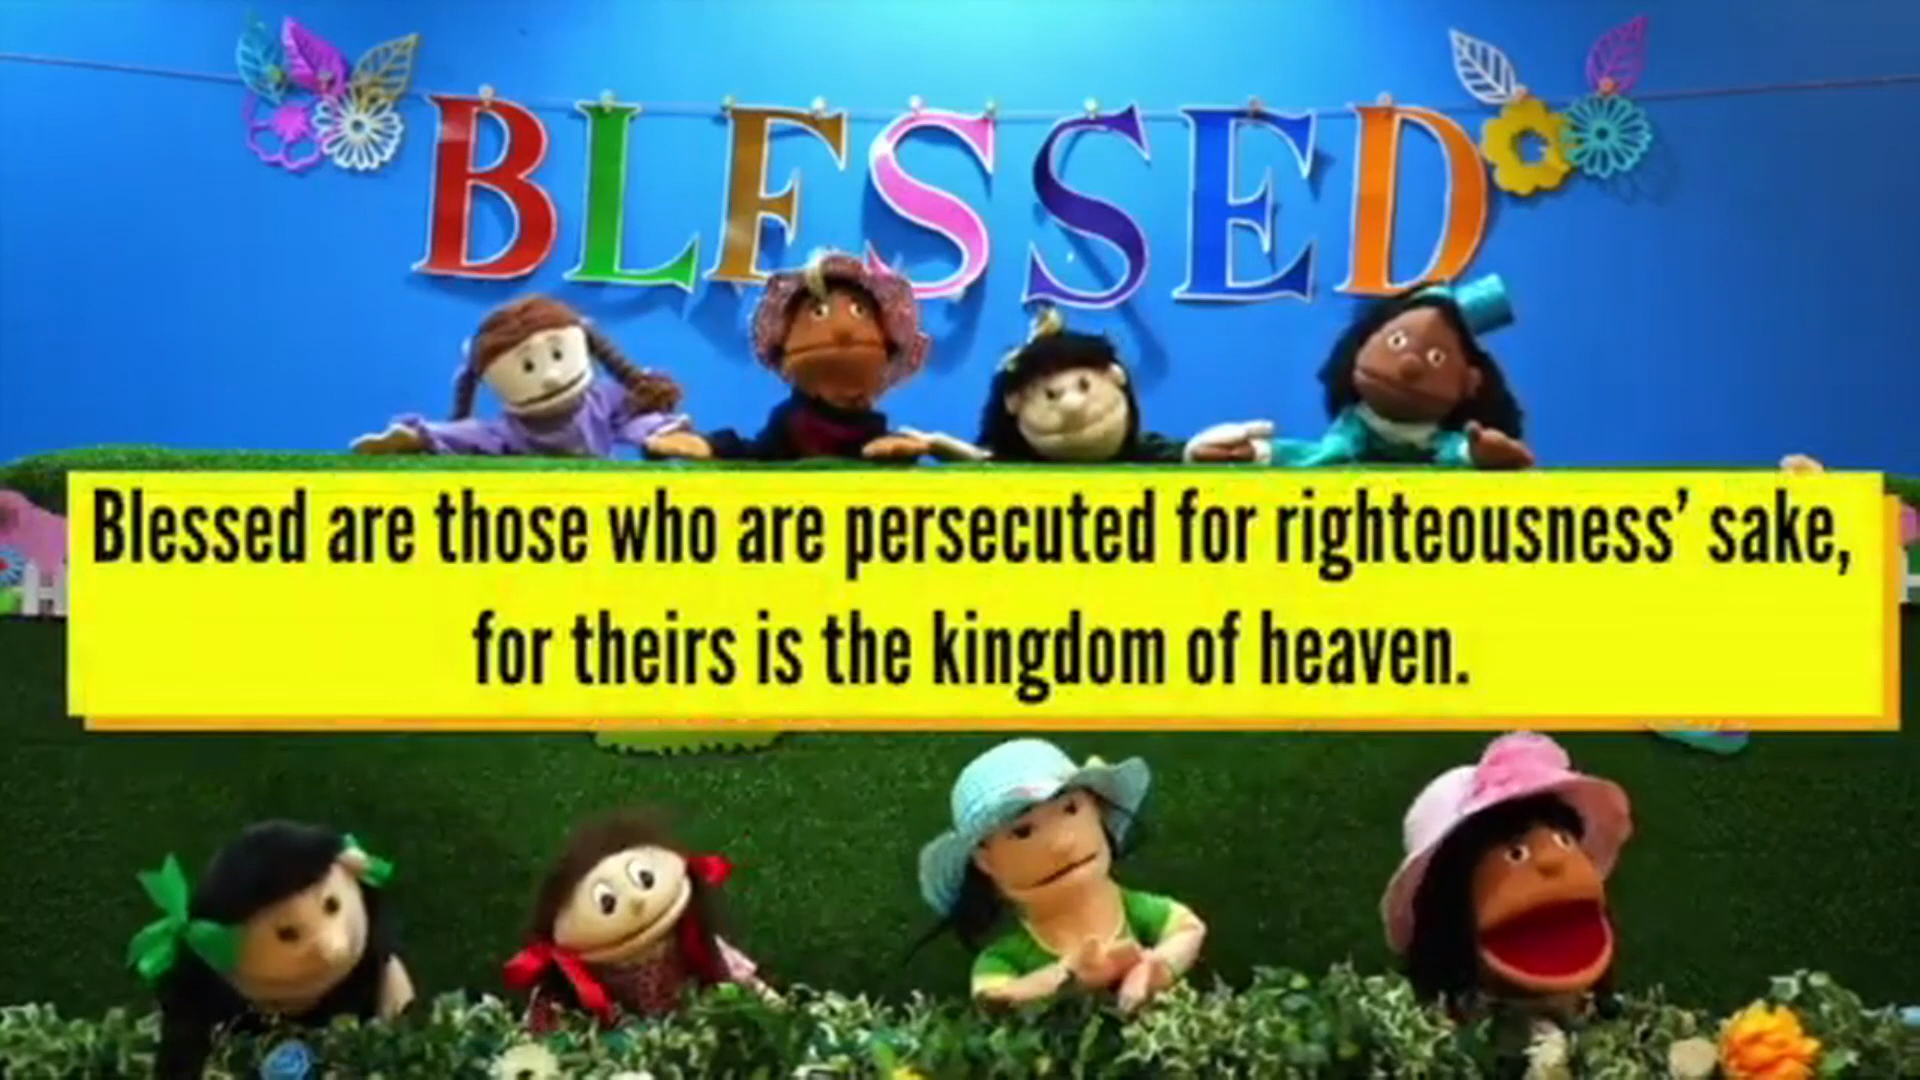 BLESSED
Blessed are those who are persecuted for righteousness’ sake,
for theirs is the kingdom of heaven.